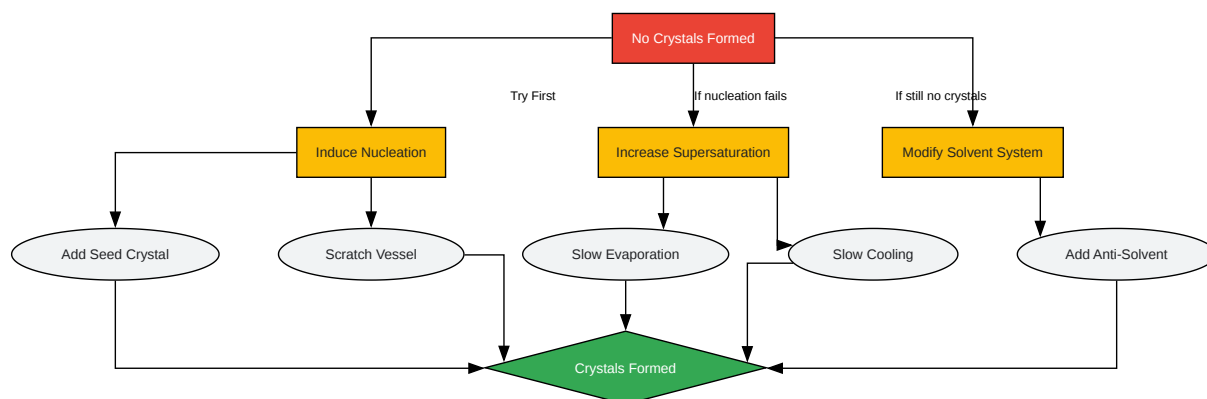 No Crystals Formed
Try First
If nucleation fails
If still no crystals
Induce Nucleation
Increase Supersaturation
Modify Solvent System
Add Seed Crystal
Scratch Vessel
Slow Evaporation
Slow Cooling
Add Anti-Solvent
Crystals Formed